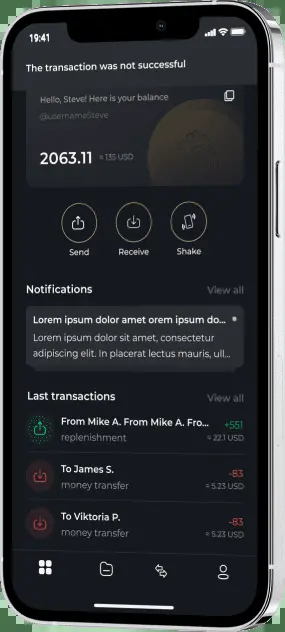 19:41
The transaction was not successful
Hello, Steve! Here is your balance
@usernameSteve
2063.11 ≈ 135 USD
Send Receive Shake
Notifications View all
Lorem ipsum dolor amet orem ipsum do...
Lorem ipsum dolor sit amet, consectetur
adipiscing elit. In placerat lectus mauris, ull...
Last transactions View all
From Mike A. From Mike A. Fro... +551
replenishment ≈ 22.1 USD
To James S. -83
money transfer ≈ 5.23 USD
To Viktoria P. -83
money transfer ≈ 5.23 USD